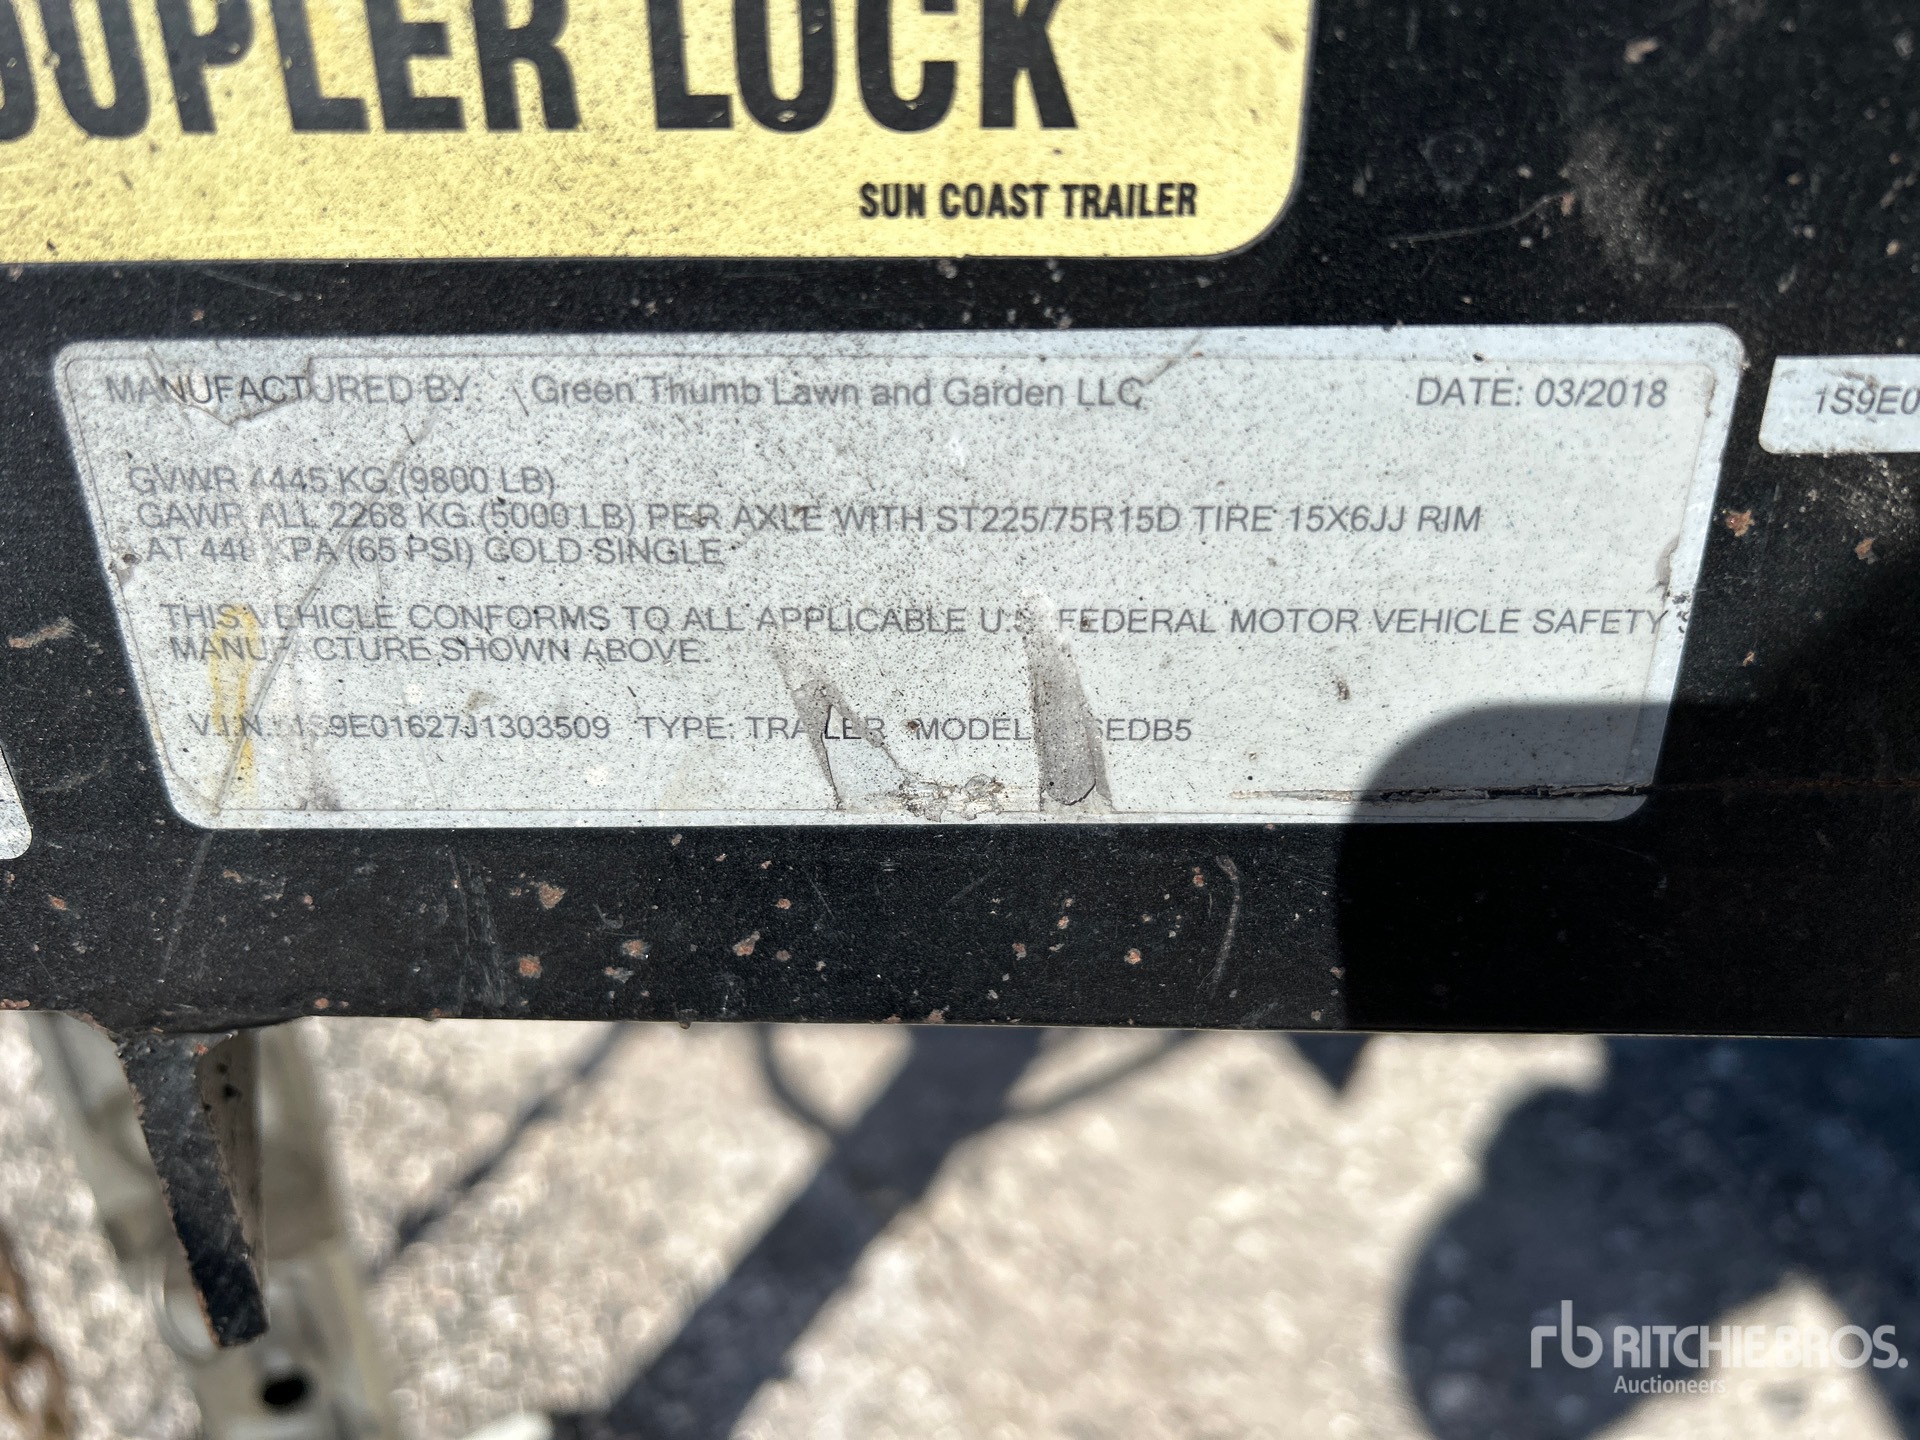 OUPLER LOCK
SUN COAST TRAILER
MANUFACTURED BY: Green Thumb Lawn and Garden LLC DATE: 03/2018
1S9E0
GVWR 4445 KG.(9800 LB)
GAWR ALL 2268 KG.(5000 LB) PER AXLE WITH ST225/75R15D TIRE 15X6JJ RIM
AT 448 KPA (65 PSI) COLD SINGLE
THIS VEHICLE CONFORMS TO ALL APPLICABLE U.S. FEDERAL MOTOR VEHICLE SAFETY
MANUFACTURE SHOWN ABOVE.
V.I.N.: 1S9E01627J1303509 TYPE: TRAILER MODEL
rb RITCHIE BROS.
Auctioneers